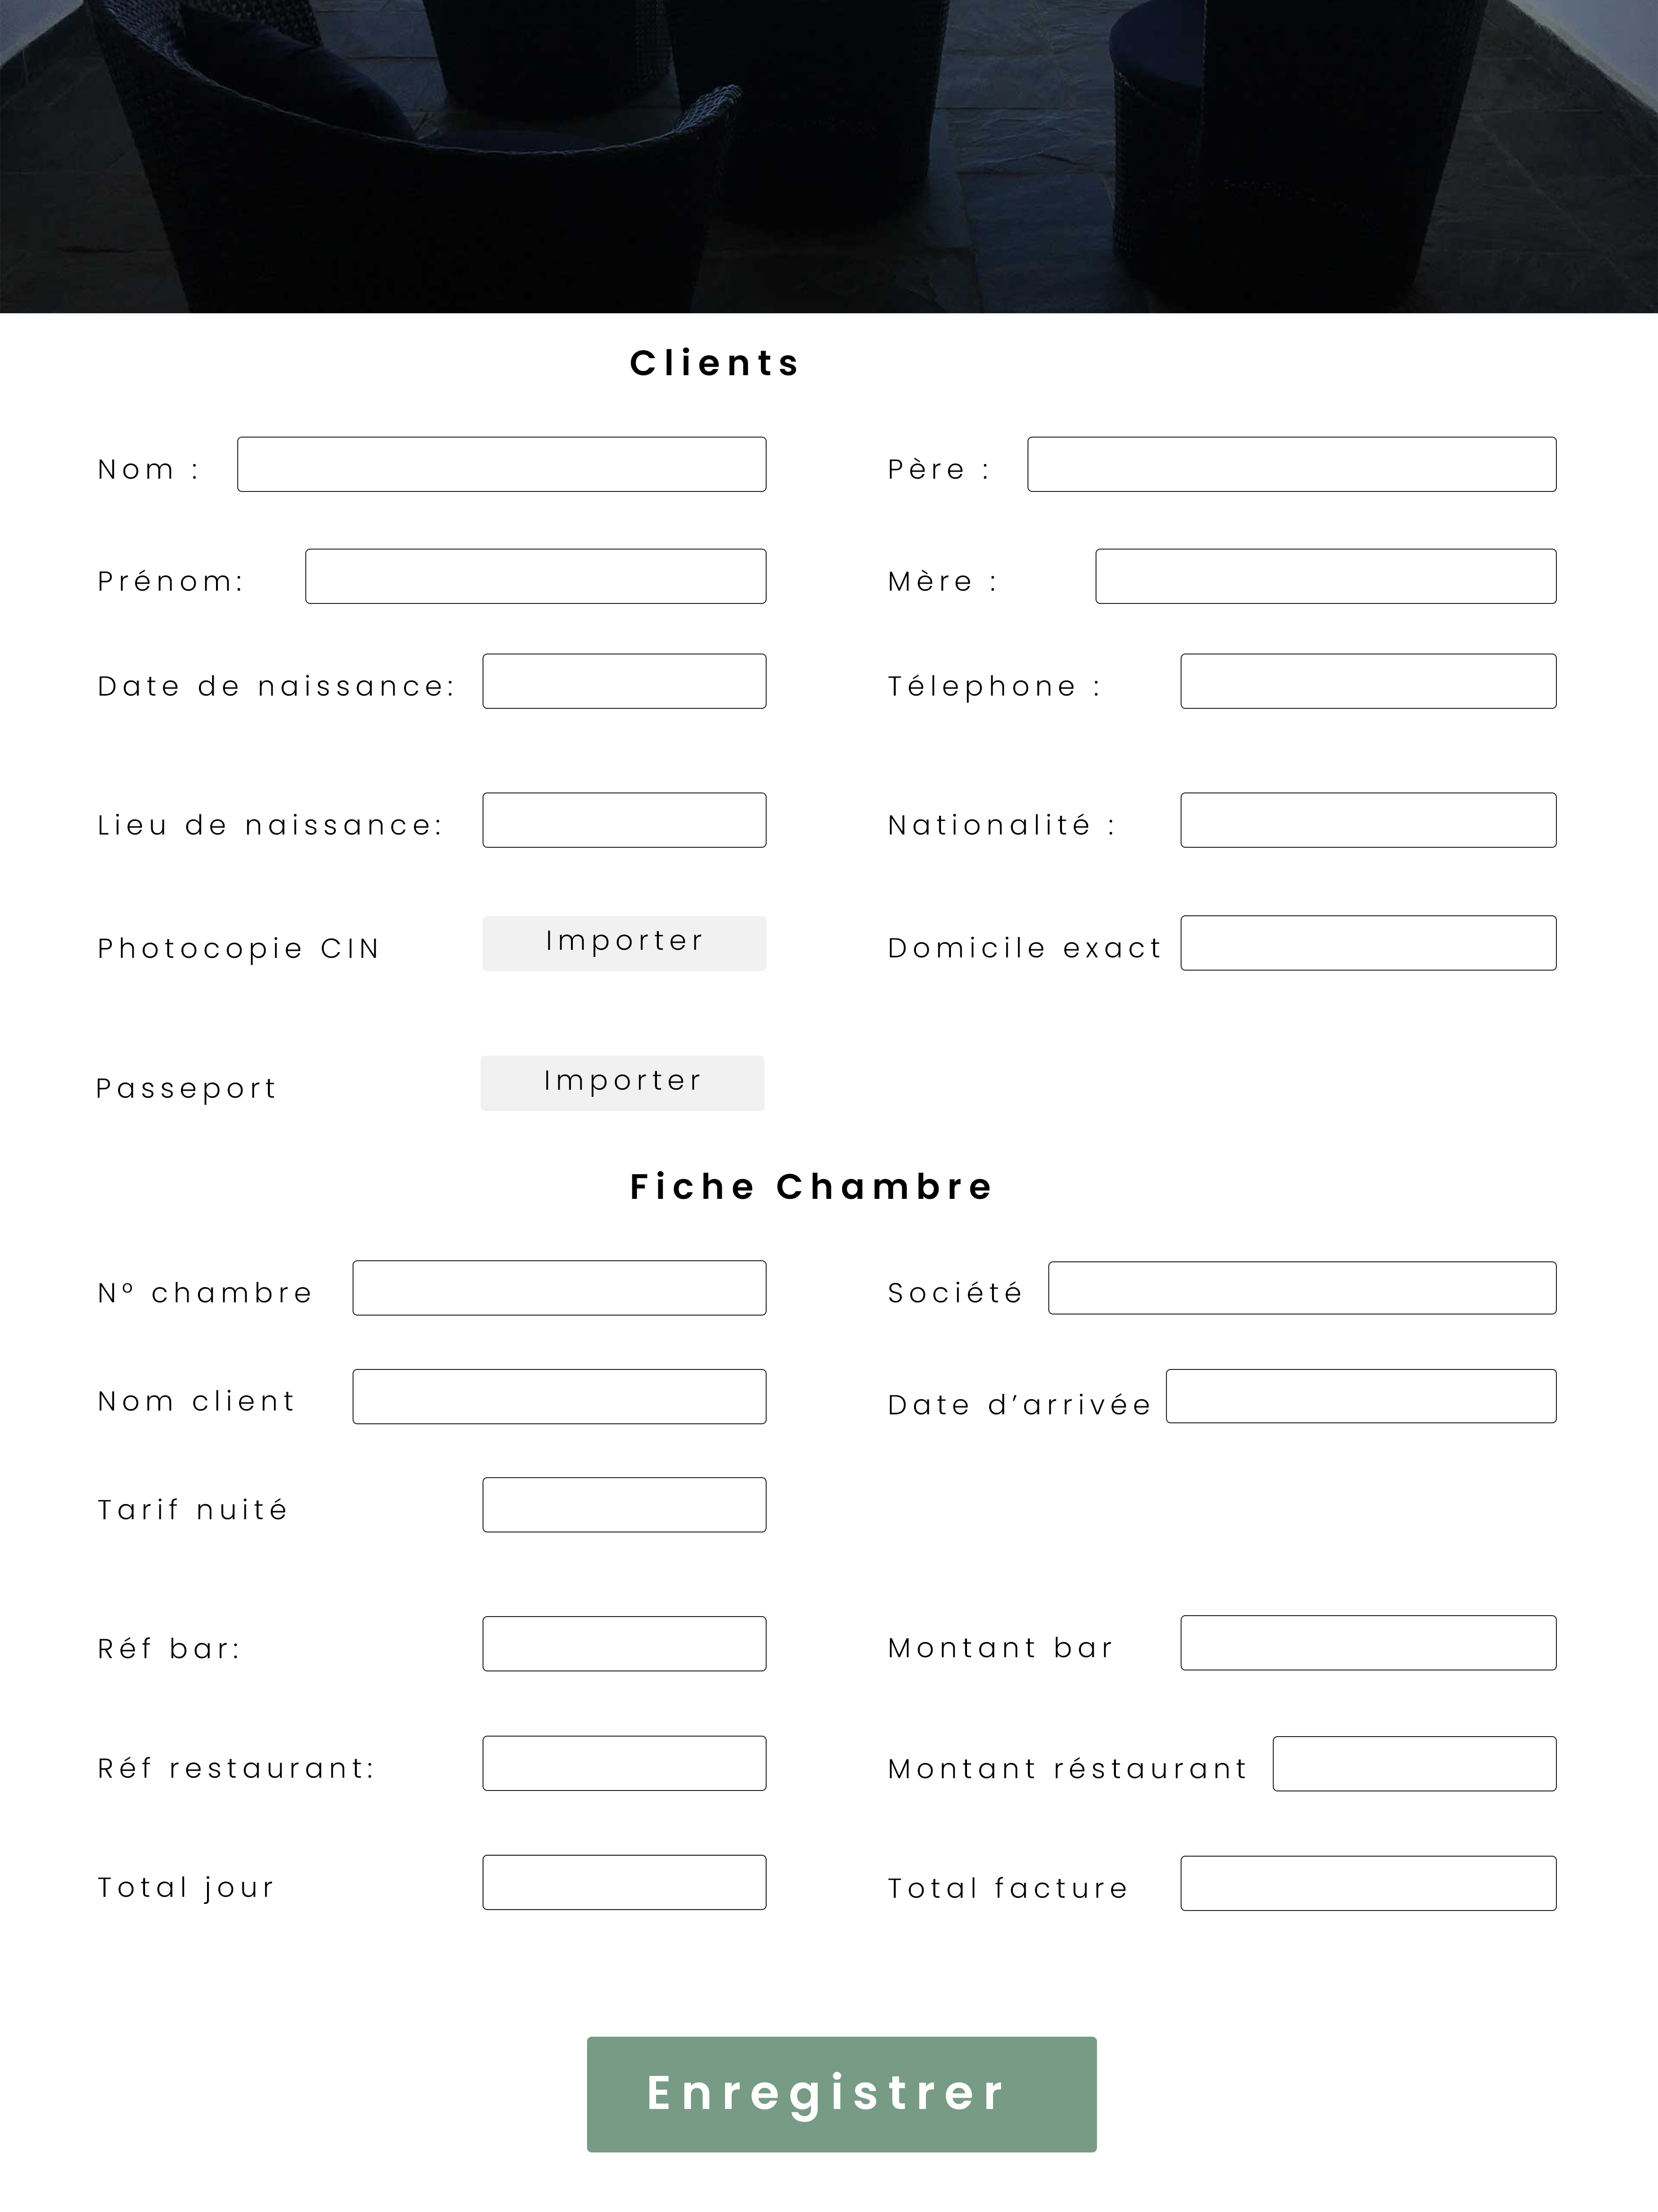 Clients
Nom :
Père :
Prénom:
Mère :
Date de naissance:
Télephone :
Lieu de naissance:
Nationalité :
Photocopie CIN
Importer
Domicile exact
Passeport
Importer
Fiche Chambre
Nº chambre
Société
Nom client
Date d’arrivée
Tarif nuité
Réf bar:
Montant bar
Réf restaurant:
Montant réstaurant
Total jour
Total facture
Enregistrer